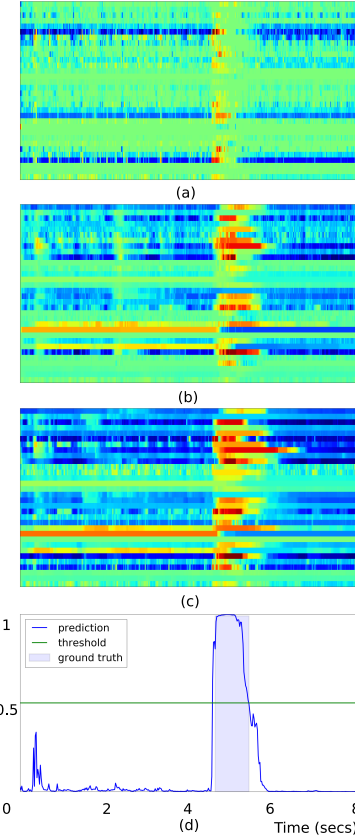 (a)
(b)
(c)
1
prediction
threshold
ground truth
0.5
0 2 4 6 8
(d)
Time (secs)